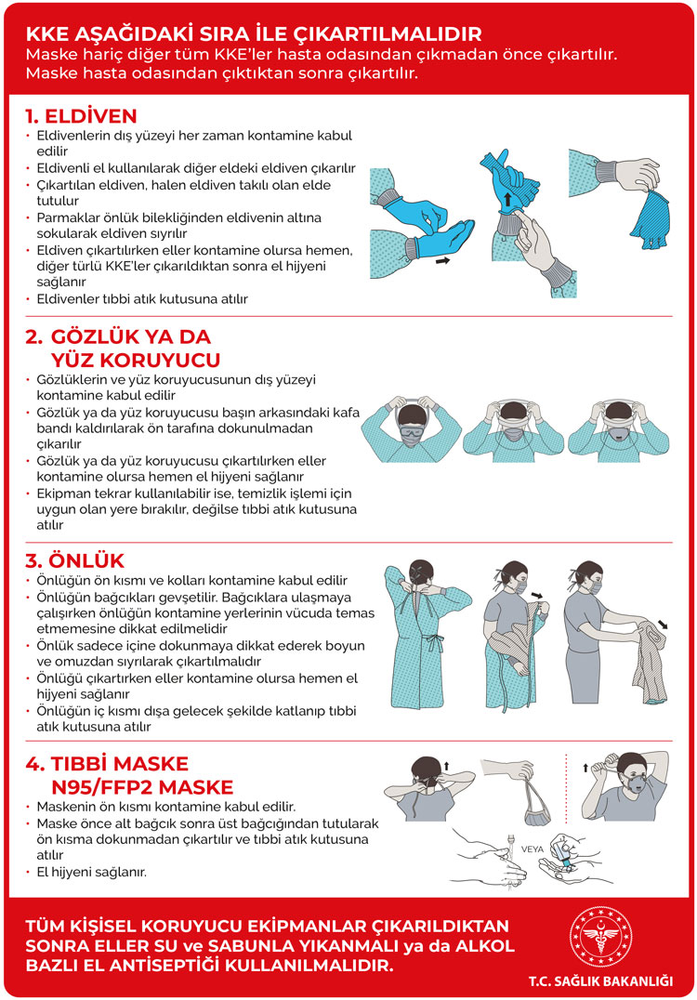 KKE AŞAĞIDAKİ SIRA İLE ÇIKARTILMALIDIR
Maske hariç diğer tüm KKE'ler hasta odasından çıkmadan önce çıkartılır.
Maske hasta odasından çıktıktan sonra çıkartılır.
1. ELDİVEN
• Eldivenlerin dış yüzeyi her zaman kontamine kabul
edilir
• Eldivenli el kullanılarak diğer eldeki eldiven çıkarılır
• Çıkartılan eldiven, halen eldiven takılı olan elde
tutulur
• Parmaklar önlük bilekliğinden eldivenin altına
sokularak eldiven sıyrılır
• Eldiven çıkartılırken eller kontamine olursa hemen,
diğer türlü KKE'ler çıkarıldıktan sonra el hijyeni
sağlanır
• Eldivenler tıbbi atık kutusuna atılır
2. GÖZLÜK YA DA
YÜZ KORUYUCU
• Gözlüklerin ve yüz koruyucusunun dış yüzeyi
kontamine kabul edilir
• Gözlük ya da yüz koruyucusu başın arkasındaki kafa
bandı kaldırılarak ön tarafına dokunulmadan
çıkarılır
• Gözlük ya da yüz koruyucusu çıkartılırken eller
kontamine olursa hemen el hijyeni sağlanır
• Ekipman tekrar kullanılabilir ise, temizlik işlemi için
uygun olan yere bırakılır, değilse tıbbi atık kutusuna
atılır
3. ÖNLÜK
• Önlüğün ön kısmı ve kolları kontamine kabul edilir
• Önlüğün bağcıkları gevşetilir. Bağcıklara ulaşmaya
çalışırken önlüğün kontamine yerlerinin vücuda temas
etmemesine dikkat edilmelidir
• Önlük sadece içine dokunmaya dikkat ederek boyun
ve omuzdan sıyrılarak çıkartılmalıdır
• Önlüğü çıkartırken eller kontamine olursa hemen el
hijyeni sağlanır
• Önlüğün iç kısmı dışa gelecek şekilde katlanıp tıbbi
atık kutusuna atılır
4. TIBBİ MASKE
N95/FFP2 MASKE
• Maskenin ön kısmı kontamine kabul edilir.
• Maske önce alt bağcık sonra üst bağcığından tutularak
ön kısma dokunmadan çıkartılır ve tıbbi atık kutusuna
atılır
• El hijyeni sağlanır.
VEYA
TÜM KİŞİSEL KORUYUCU EKİPMANLAR ÇIKARILDIKTAN
SONRA ELLER SU ve SABUNLA YIKANMALI ya da ALKOL
BAZLI EL ANTİSEPTİĞİ KULLANILMALIDIR.
T.C. SAĞLIK BAKANLIĞI